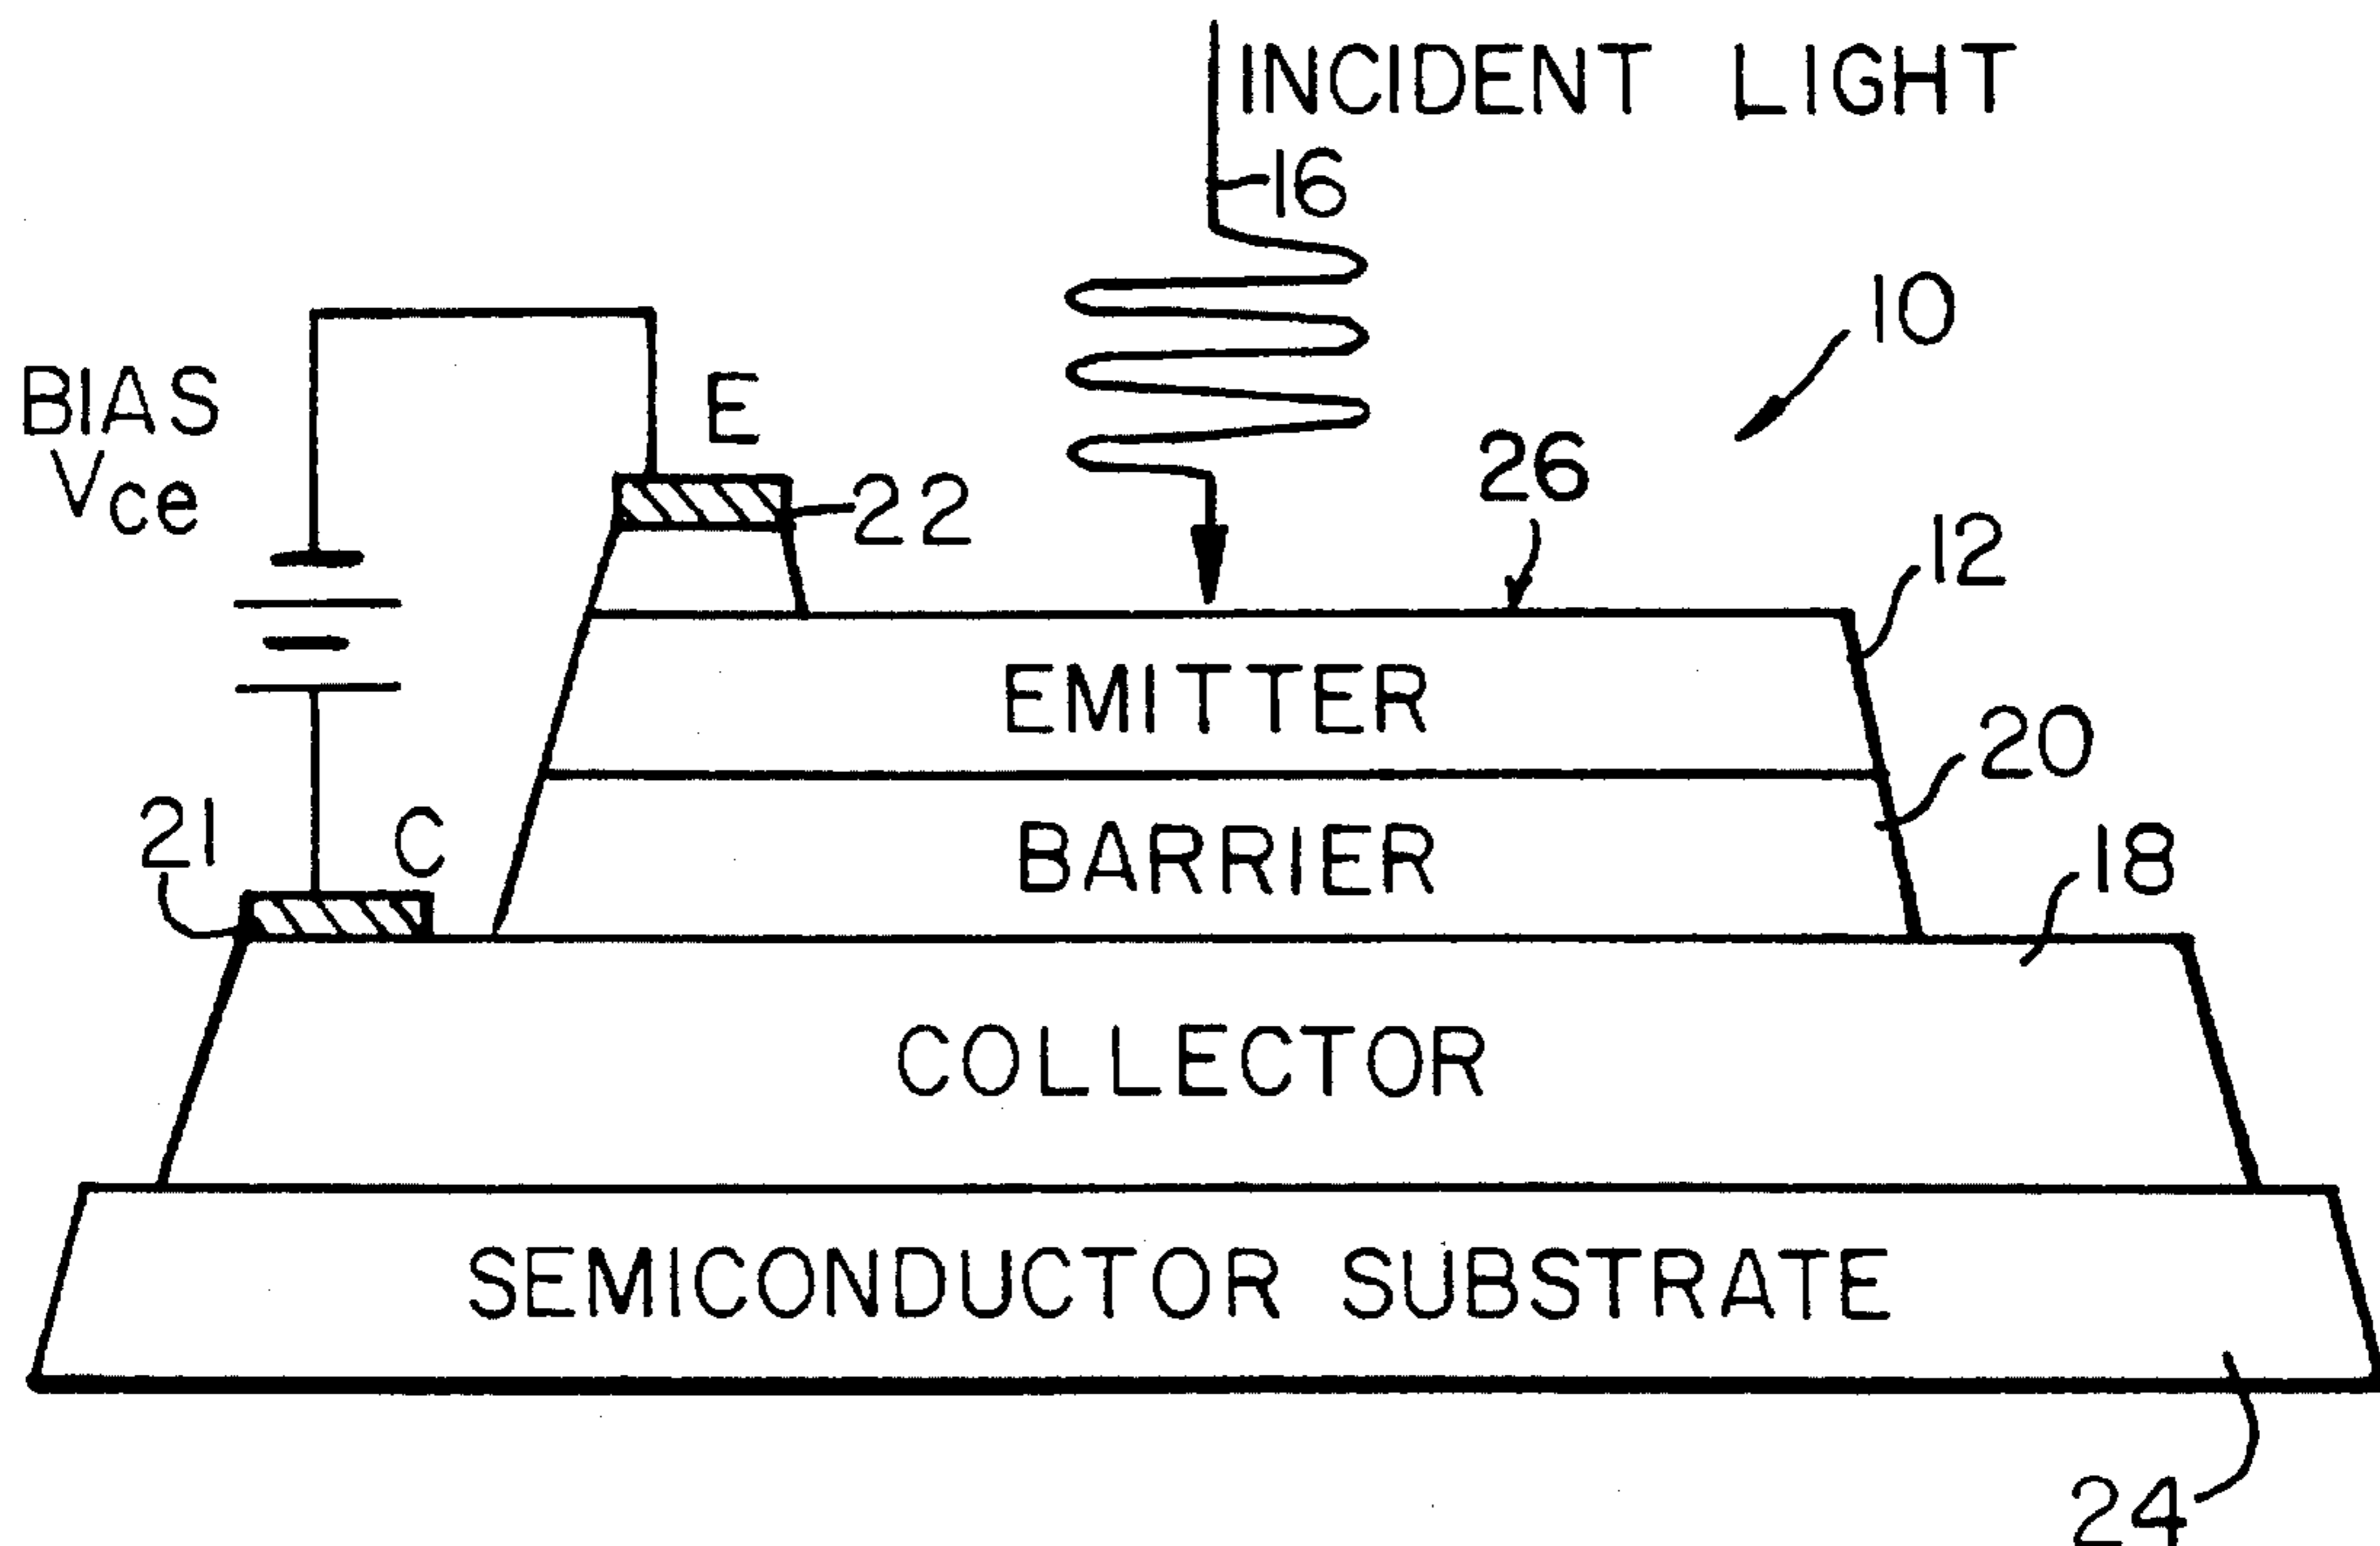 INCIDENT LIGHT
16
10
BIAS
Vce
E
22
26
12
EMITTER
20
21
C
BARRIER
18
COLLECTOR
SEMICONDUCTOR SUBSTRATE
24